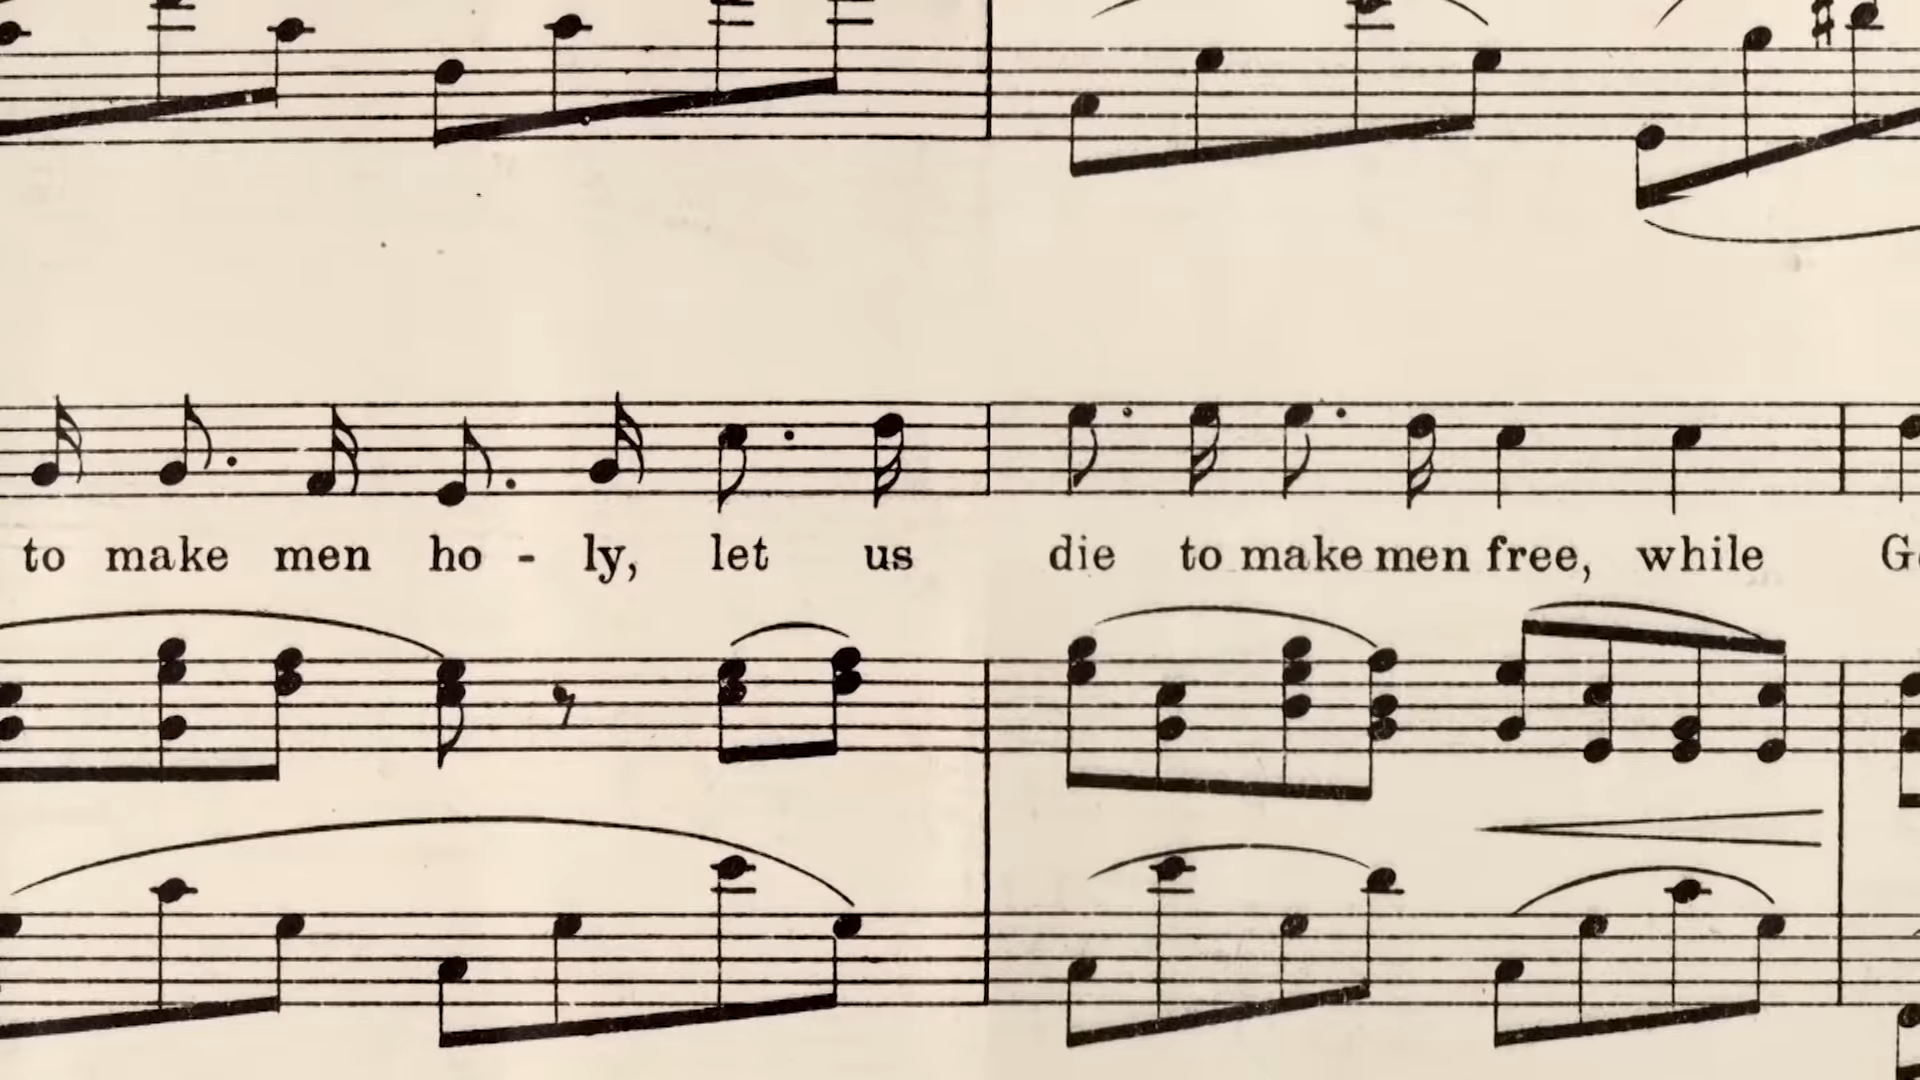 to make men ho - ly, let us die to make men free, while